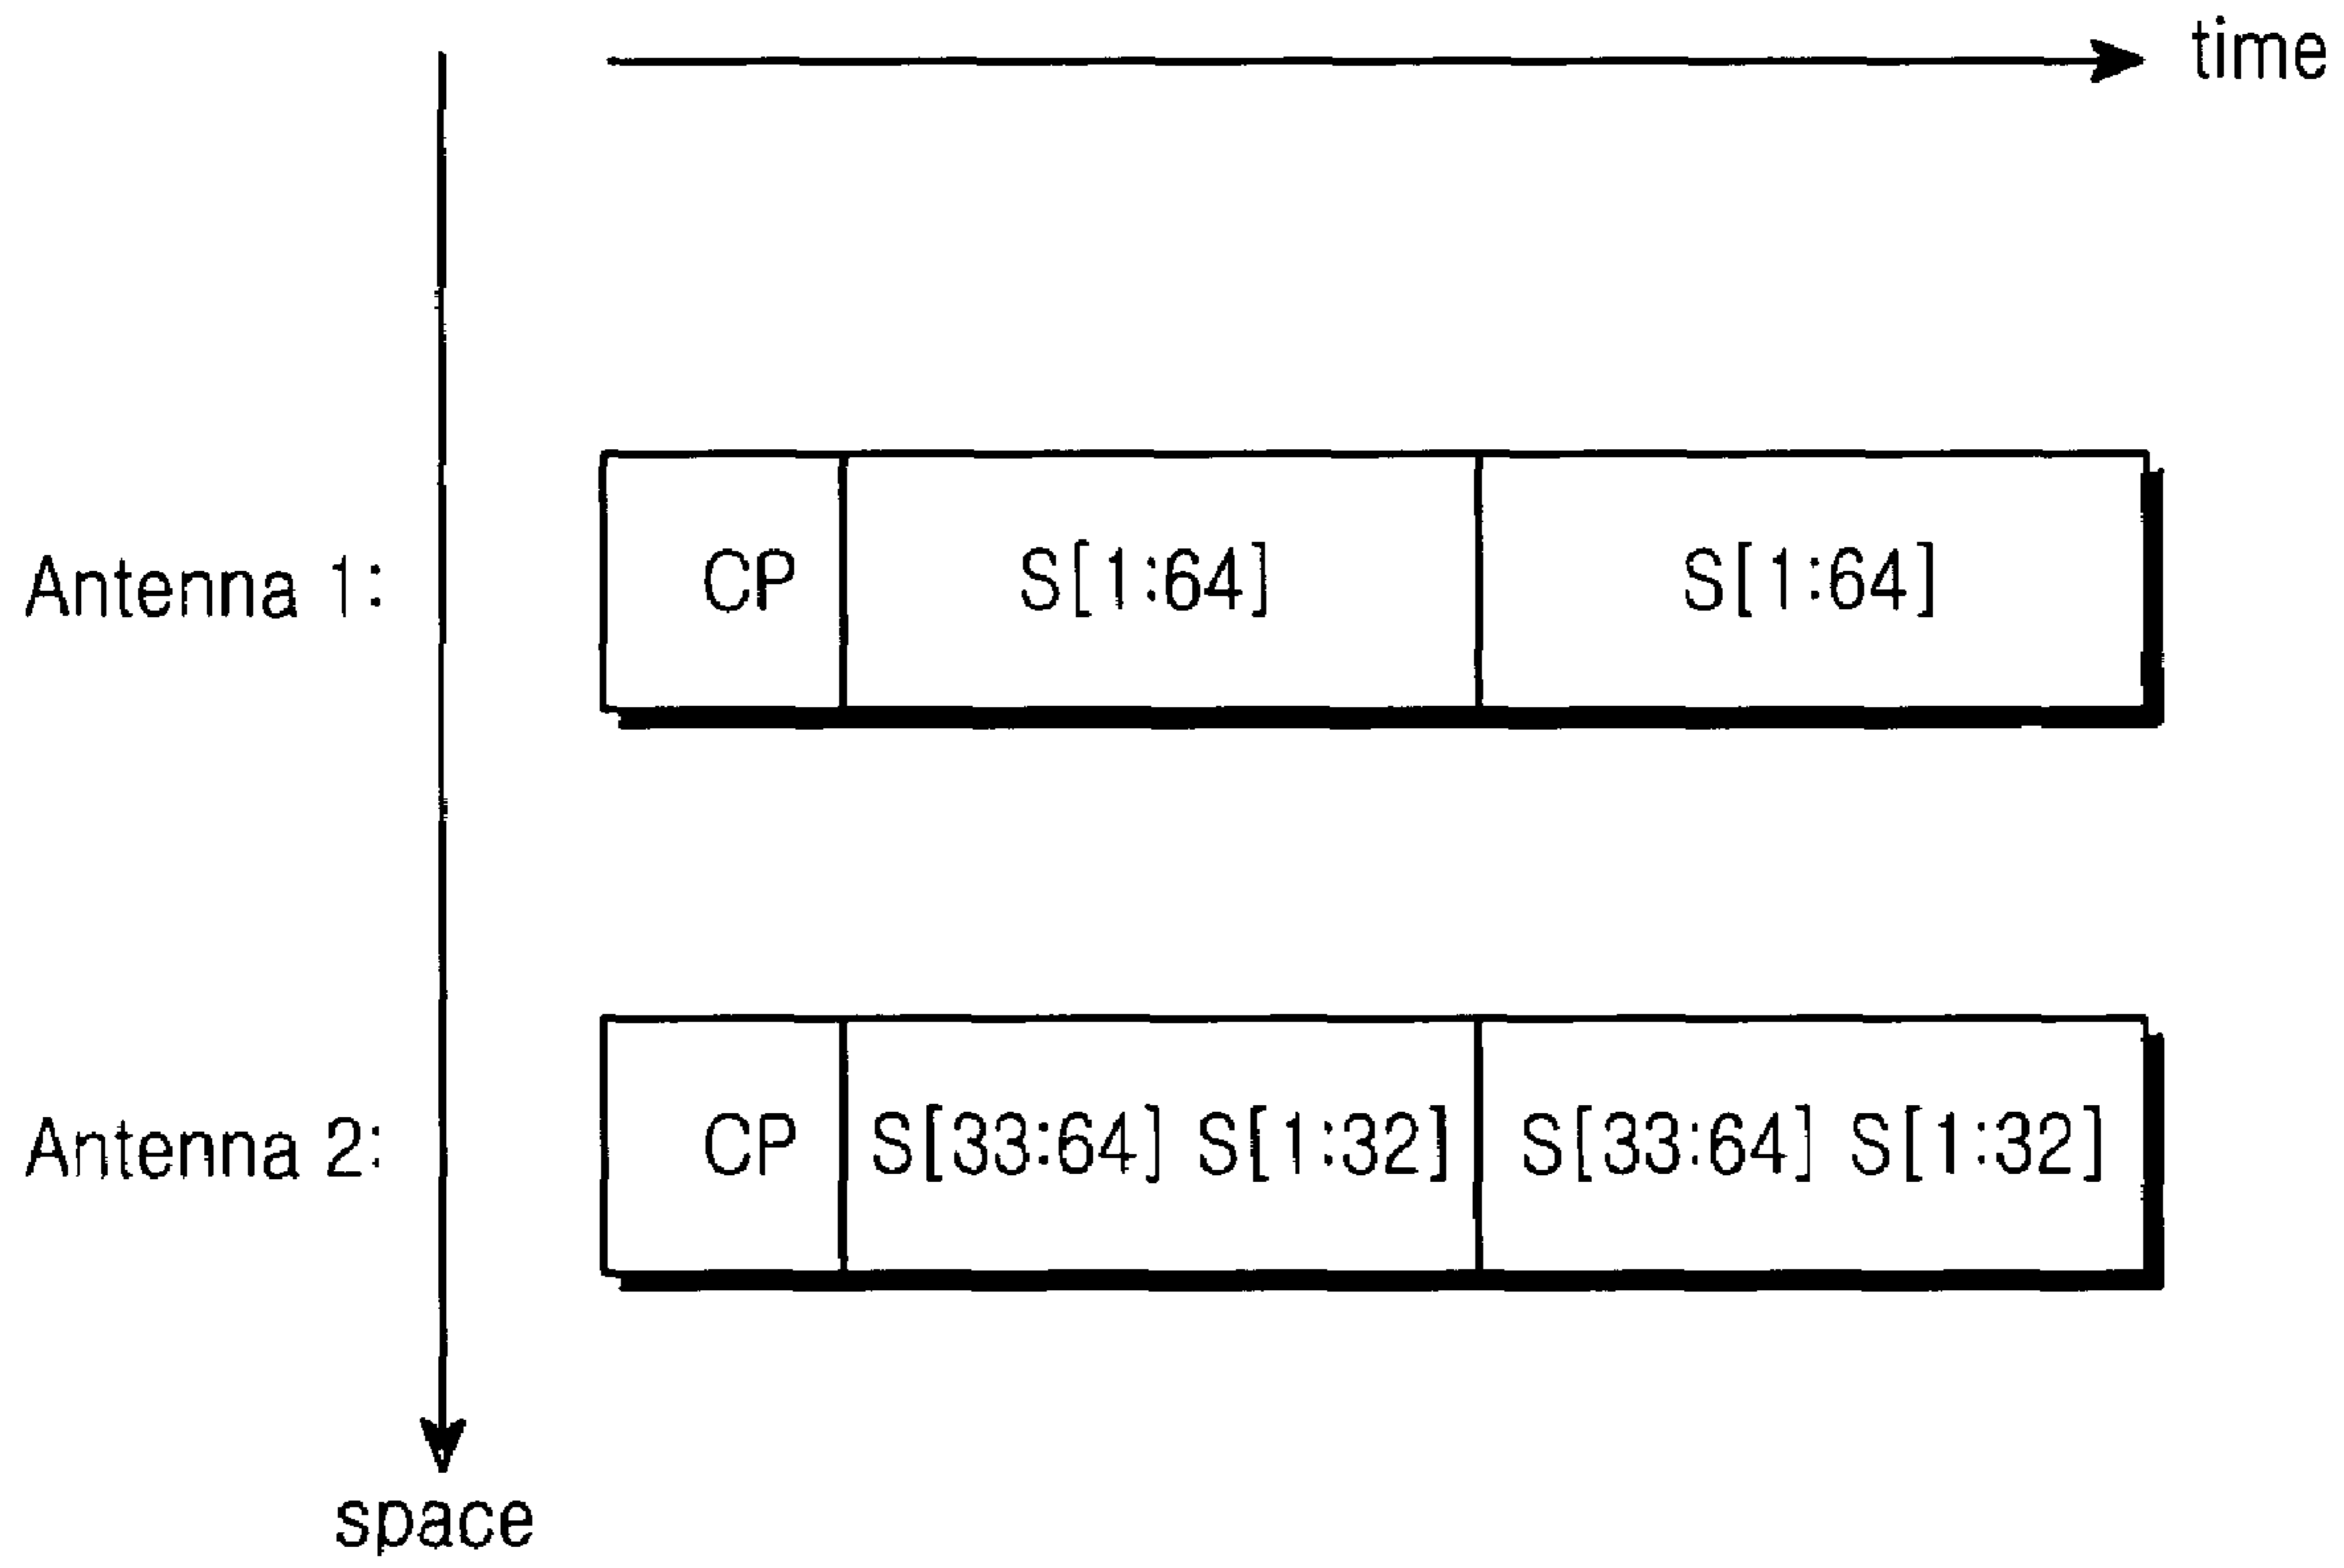 time
Antenna 1: CP S[1:64] S[1:64]
Antenna 2: CP S[33:64] S[1:32] S[33:64] S[1:32]
space